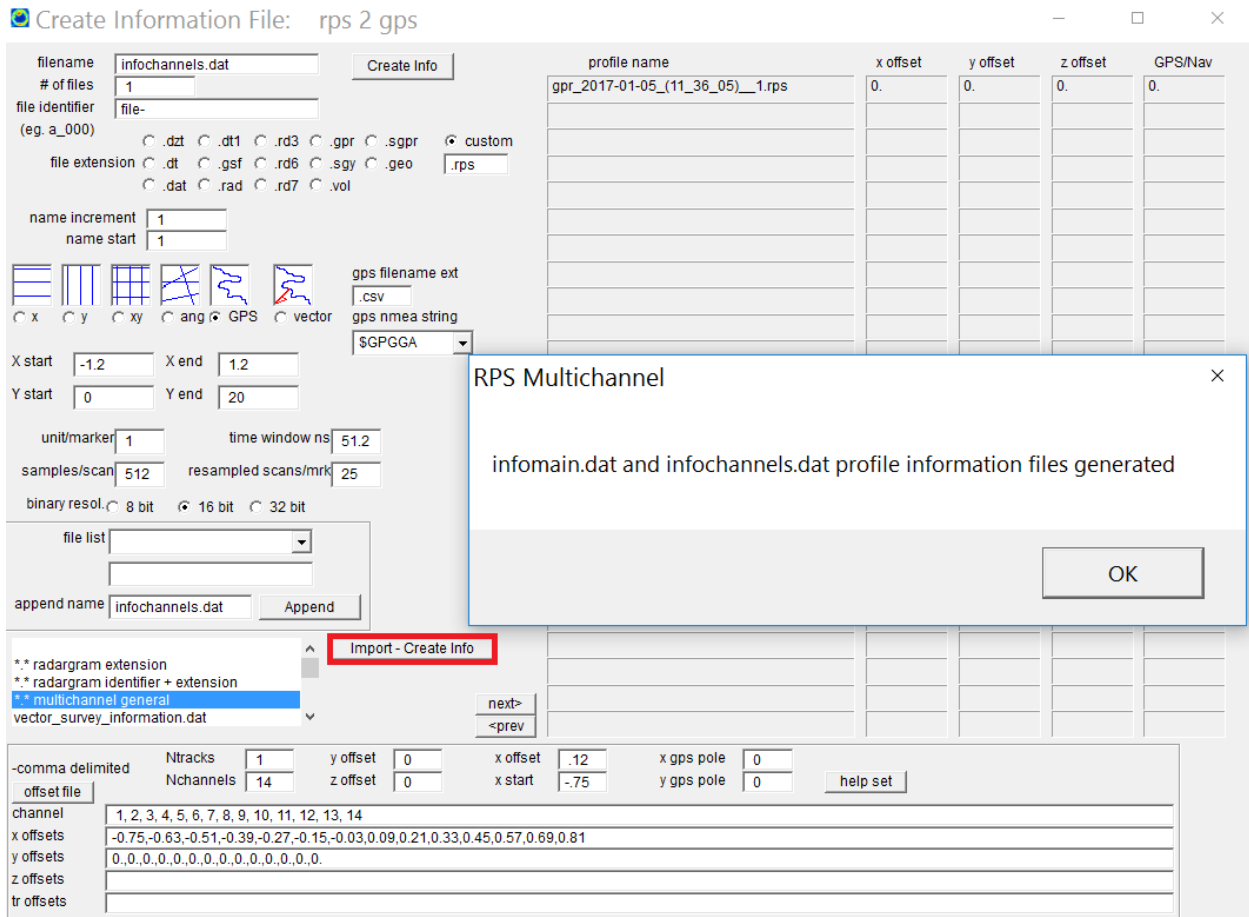 Create Information File: rps 2 gps
filename infochannels.dat Create Info
# of files 1
file identifier file-
(eg. a_000)
.dzt .dt1 .rd3 .gpr .sgpr custom
file extension .dt .gsf .rd6 .sgy .geo .rps
.dat .rad .rd7 .vol
name increment 1
name start 1
gps filename ext
.csv
x y xy ang GPS vector gps nmea string
$GPGGA
X start -1.2 X end 1.2
Y start 0 Y end 20
unit/marker 1 time window ns 51.2
samples/scan 512 resampled scans/mrk 25
binary resol. 8 bit 16 bit 32 bit
file list
append name infochannels.dat Append
*.* radargram extension
*.* radargram identifier + extension
*.* multichannel general
vector_survey_information.dat
Import - Create Info
next>
<prev
profile name x offset y offset z offset GPS/Nav
gpr_2017-01-05_(11_36_05)__1.rps 0. 0. 0. 0.
RPS Multichannel
infomain.dat and infochannels.dat profile information files generated
OK
-comma delimited Ntracks 1 y offset 0 x offset .12 x gps pole 0
offset file Nchannels 14 z offset 0 x start -.75 y gps pole 0 help set
channel 1, 2, 3, 4, 5, 6, 7, 8, 9, 10, 11, 12, 13, 14
x offsets -0.75,-0.63,-0.51,-0.39,-0.27,-0.15,-0.03,0.09,0.21,0.33,0.45,0.57,0.69,0.81
y offsets 0.,0.,0.,0.,0.,0.,0.,0.,0.,0.,0.,0.,0.,0.
z offsets
tr offsets